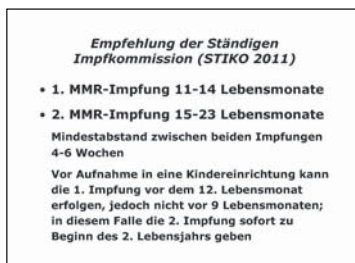 Empfehlung der Ständigen
Impfkommission (STIKO 2011)
• 1. MMR-Impfung 11-14 Lebensmonate
• 2. MMR-Impfung 15-23 Lebensmonate
Mindestabstand zwischen beiden Impfungen
4-6 Wochen
Vor Aufnahme in eine Kindereinrichtung kann
die 1. Impfung vor dem 12. Lebensmonat
erfolgen, jedoch nicht vor 9 Lebensmonaten;
in diesem Falle die 2. Impfung sofort zu
Beginn des 2. Lebensjahrs geben